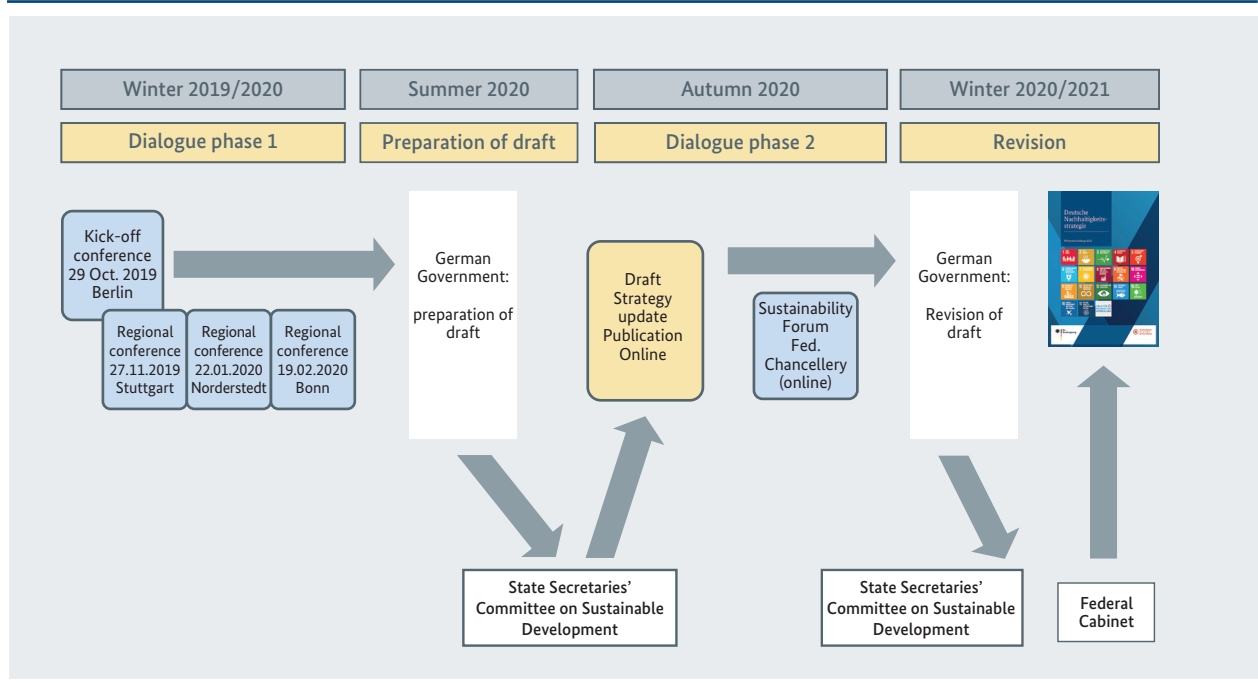 Winter 2019/2020
Summer 2020
Autumn 2020
Winter 2020/2021
Dialogue phase 1
Preparation of draft
Dialogue phase 2
Revision
Kick-off
conference
29 Oct. 2019
Berlin
Regional
conference
27.11.2019
Stuttgart
Regional
conference
22.01.2020
Norderstedt
Regional
conference
19.02.2020
Bonn
German
Government:
preparation of
draft
Draft
Strategy
update
Publication
Online
Sustainability
Forum
Fed.
Chancellery
(online)
German
Government:
Revision of
draft
Deutsche
Nachhaltigkeits-
strategie
State Secretaries’
Committee on Sustainable
Development
State Secretaries’
Committee on Sustainable
Development
Federal
Cabinet